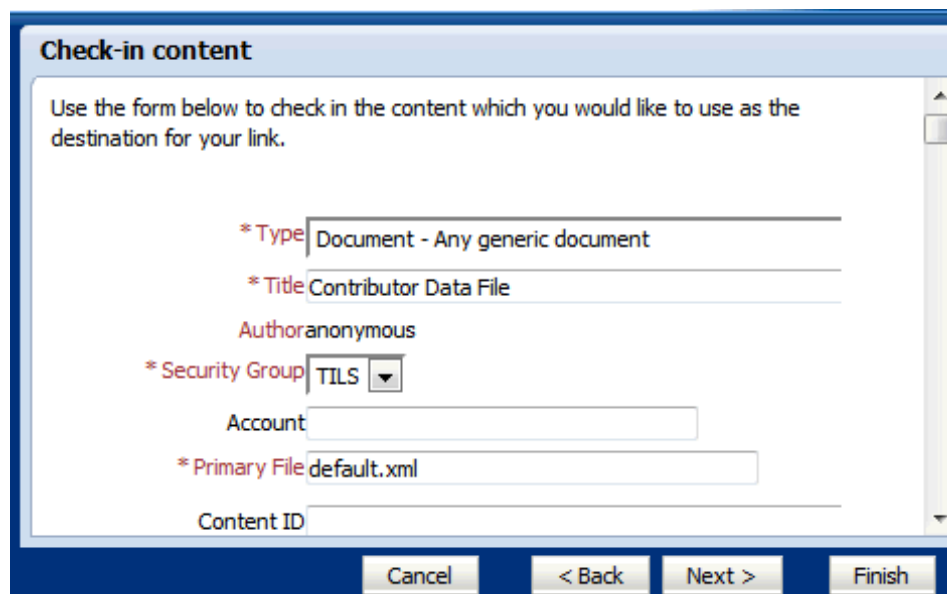 Check-in content
Use the form below to check in the content which you would like to use as the
destination for your link.
* Type Document - Any generic document
* Title Contributor Data File
Author anonymous
* Security Group TILS
Account
* Primary File default.xml
Content ID
Cancel < Back Next > Finish